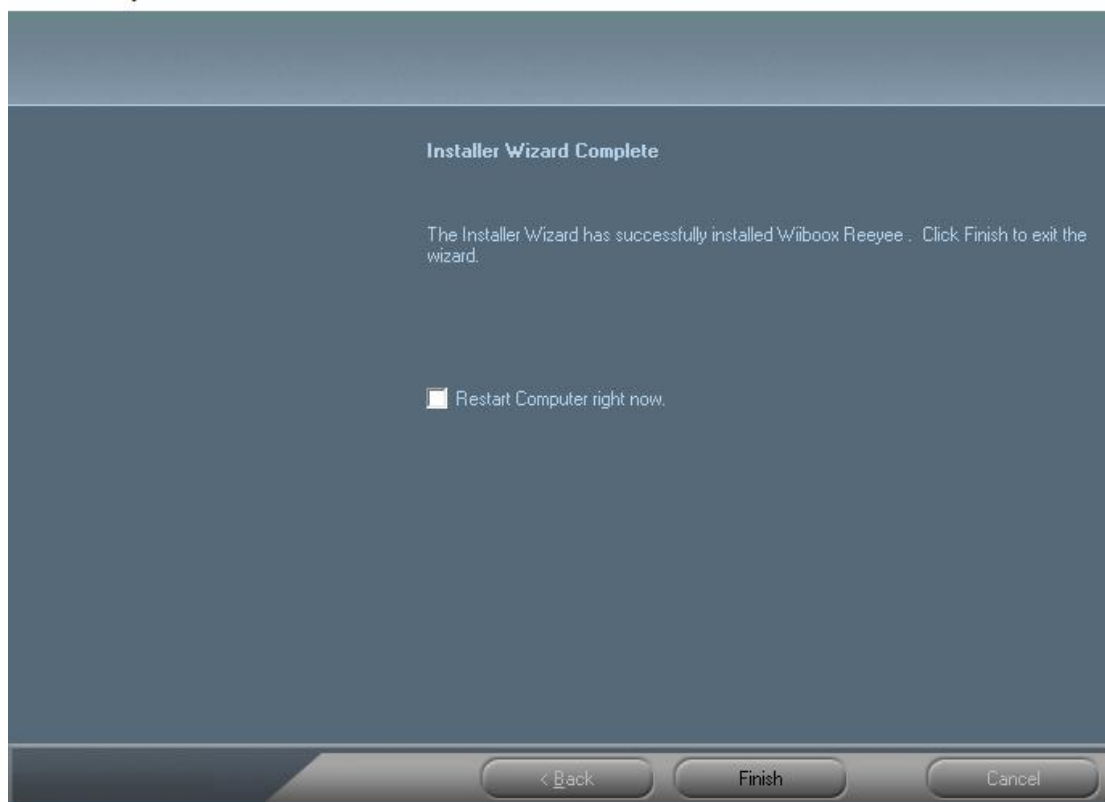 Installer Wizard Complete
The Installer Wizard has successfully installed Wiiboox Reeyee . Click Finish to exit the
wizard.
Restart Computer right now.
< Back
Finish
Cancel